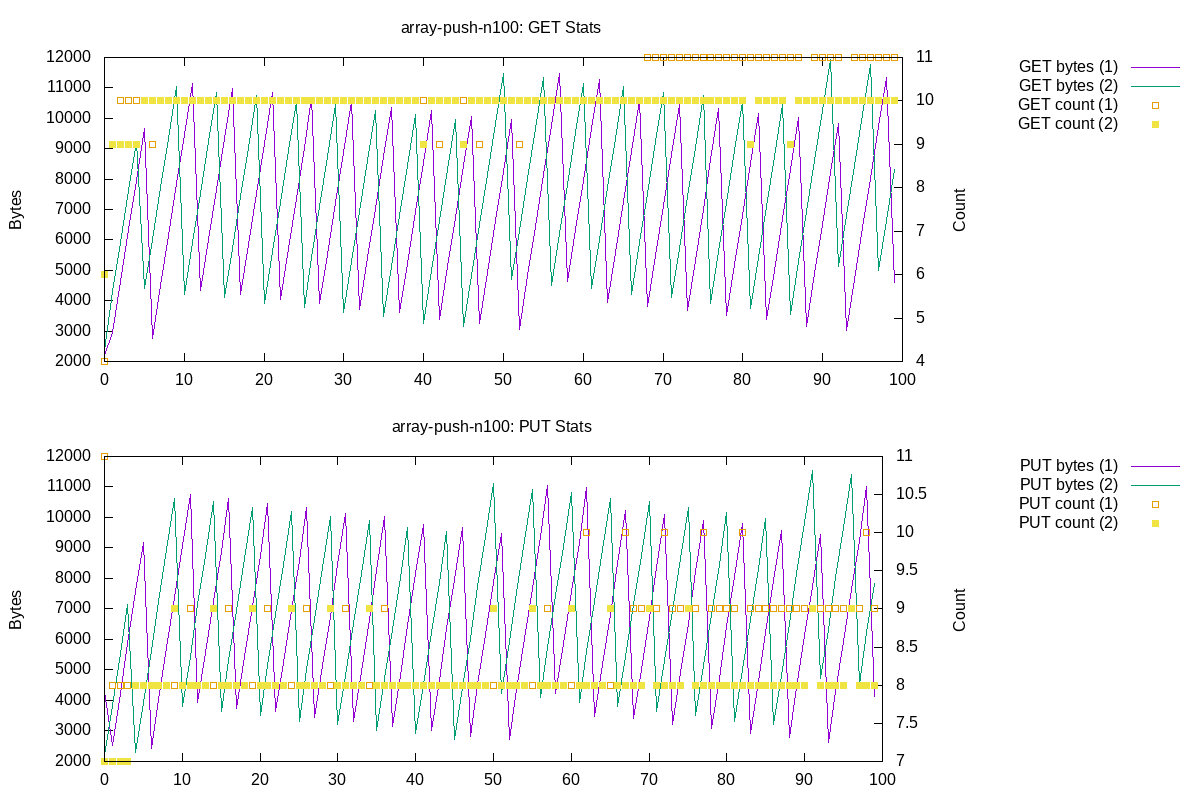 array-push-n100: GET Stats
12000
11000
10000
9000
8000
7000
6000
5000
4000
3000
2000
Bytes
0 10 20 30 40 50 60 70 80 90 100
11
10
9
8
7
6
5
4
Count
GET bytes (1)
GET bytes (2)
GET count (1)
GET count (2)
array-push-n100: PUT Stats
12000
11000
10000
9000
8000
7000
6000
5000
4000
3000
2000
Bytes
0 10 20 30 40 50 60 70 80 90 100
11
10.5
10
9.5
9
8.5
8
7.5
7
Count
PUT bytes (1)
PUT bytes (2)
PUT count (1)
PUT count (2)